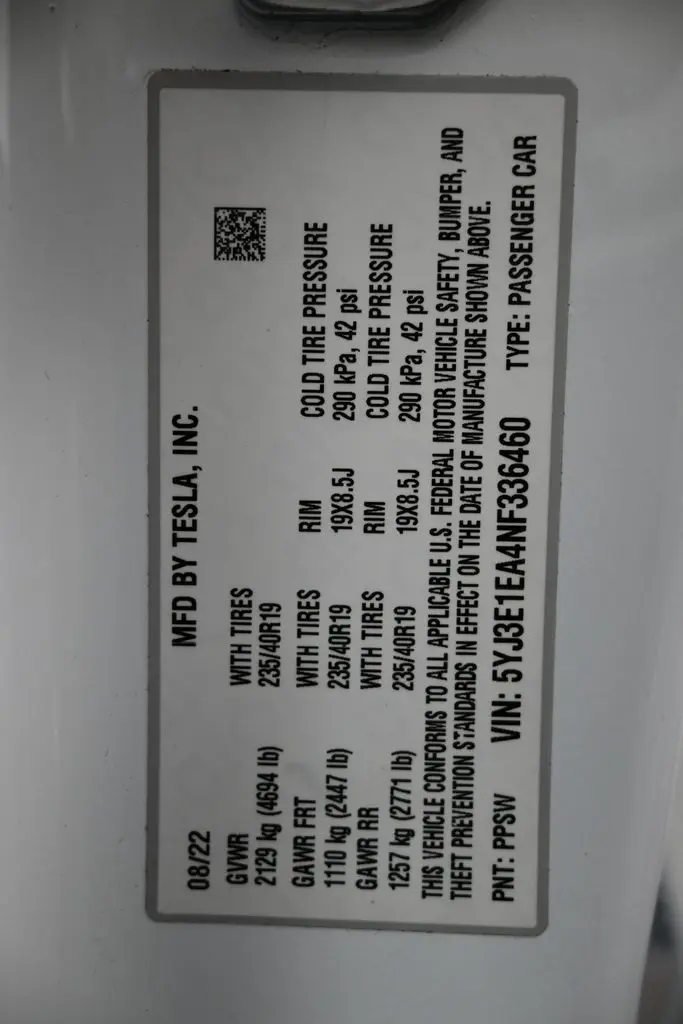 MFD BY TESLA, INC.
08/22
GVWR WITH TIRES
2129 kg (4694 lb) 235/40R19
GAWR FRT WITH TIRES RIM COLD TIRE PRESSURE
1110 kg (2447 lb) 235/40R19 19X8.5J 290 kPa, 42 psi
GAWR RR WITH TIRES RIM COLD TIRE PRESSURE
1257 kg (2771 lb) 235/40R19 19X8.5J 290 kPa, 42 psi
THIS VEHICLE CONFORMS TO ALL APPLICABLE U.S. FEDERAL MOTOR VEHICLE SAFETY, BUMPER, AND
THEFT PREVENTION STANDARDS IN EFFECT ON THE DATE OF MANUFACTURE SHOWN ABOVE.
PNT: PPSW VIN: 5YJ3E1EA4NF336460 TYPE: PASSENGER CAR